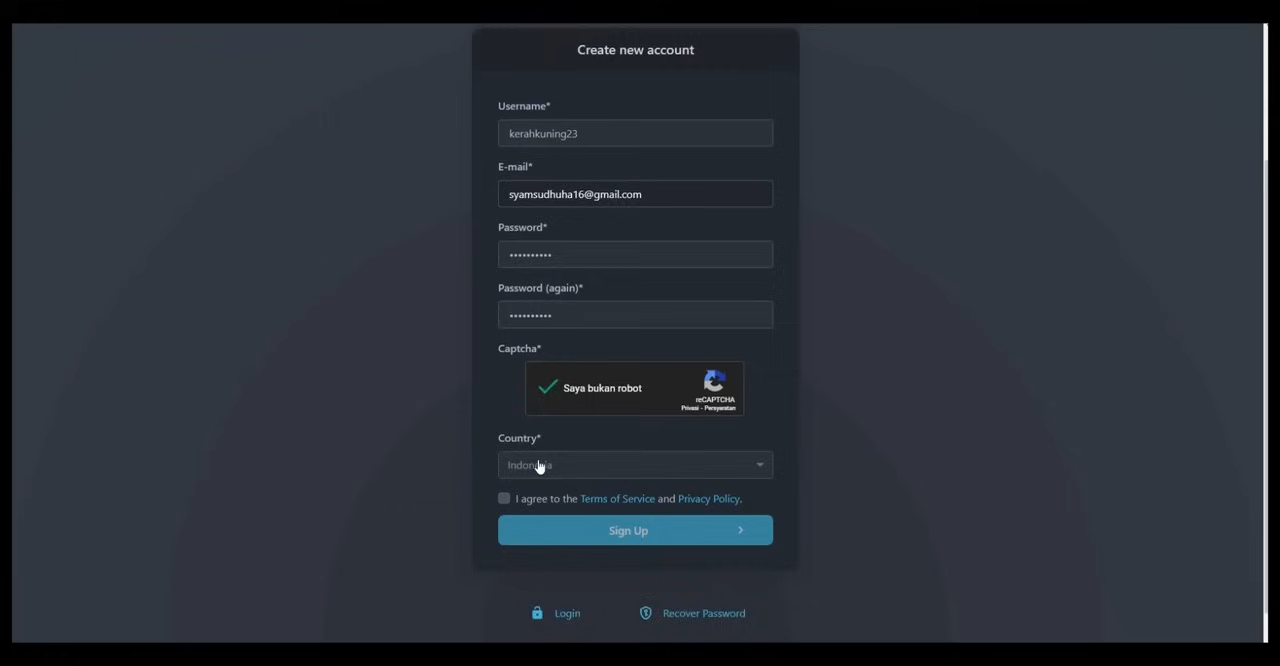 Create new account
Username*
kerahkuning23
E-mail*
syamsudhuha16@gmail.com
Password*
••••••••••
Password (again)*
••••••••••
Captcha*
Saya bukan robot
reCAPTCHA
Privasi - Persyaratan
Country*
Indonesia
I agree to the Terms of Service and Privacy Policy.
Sign Up
Login Recover Password